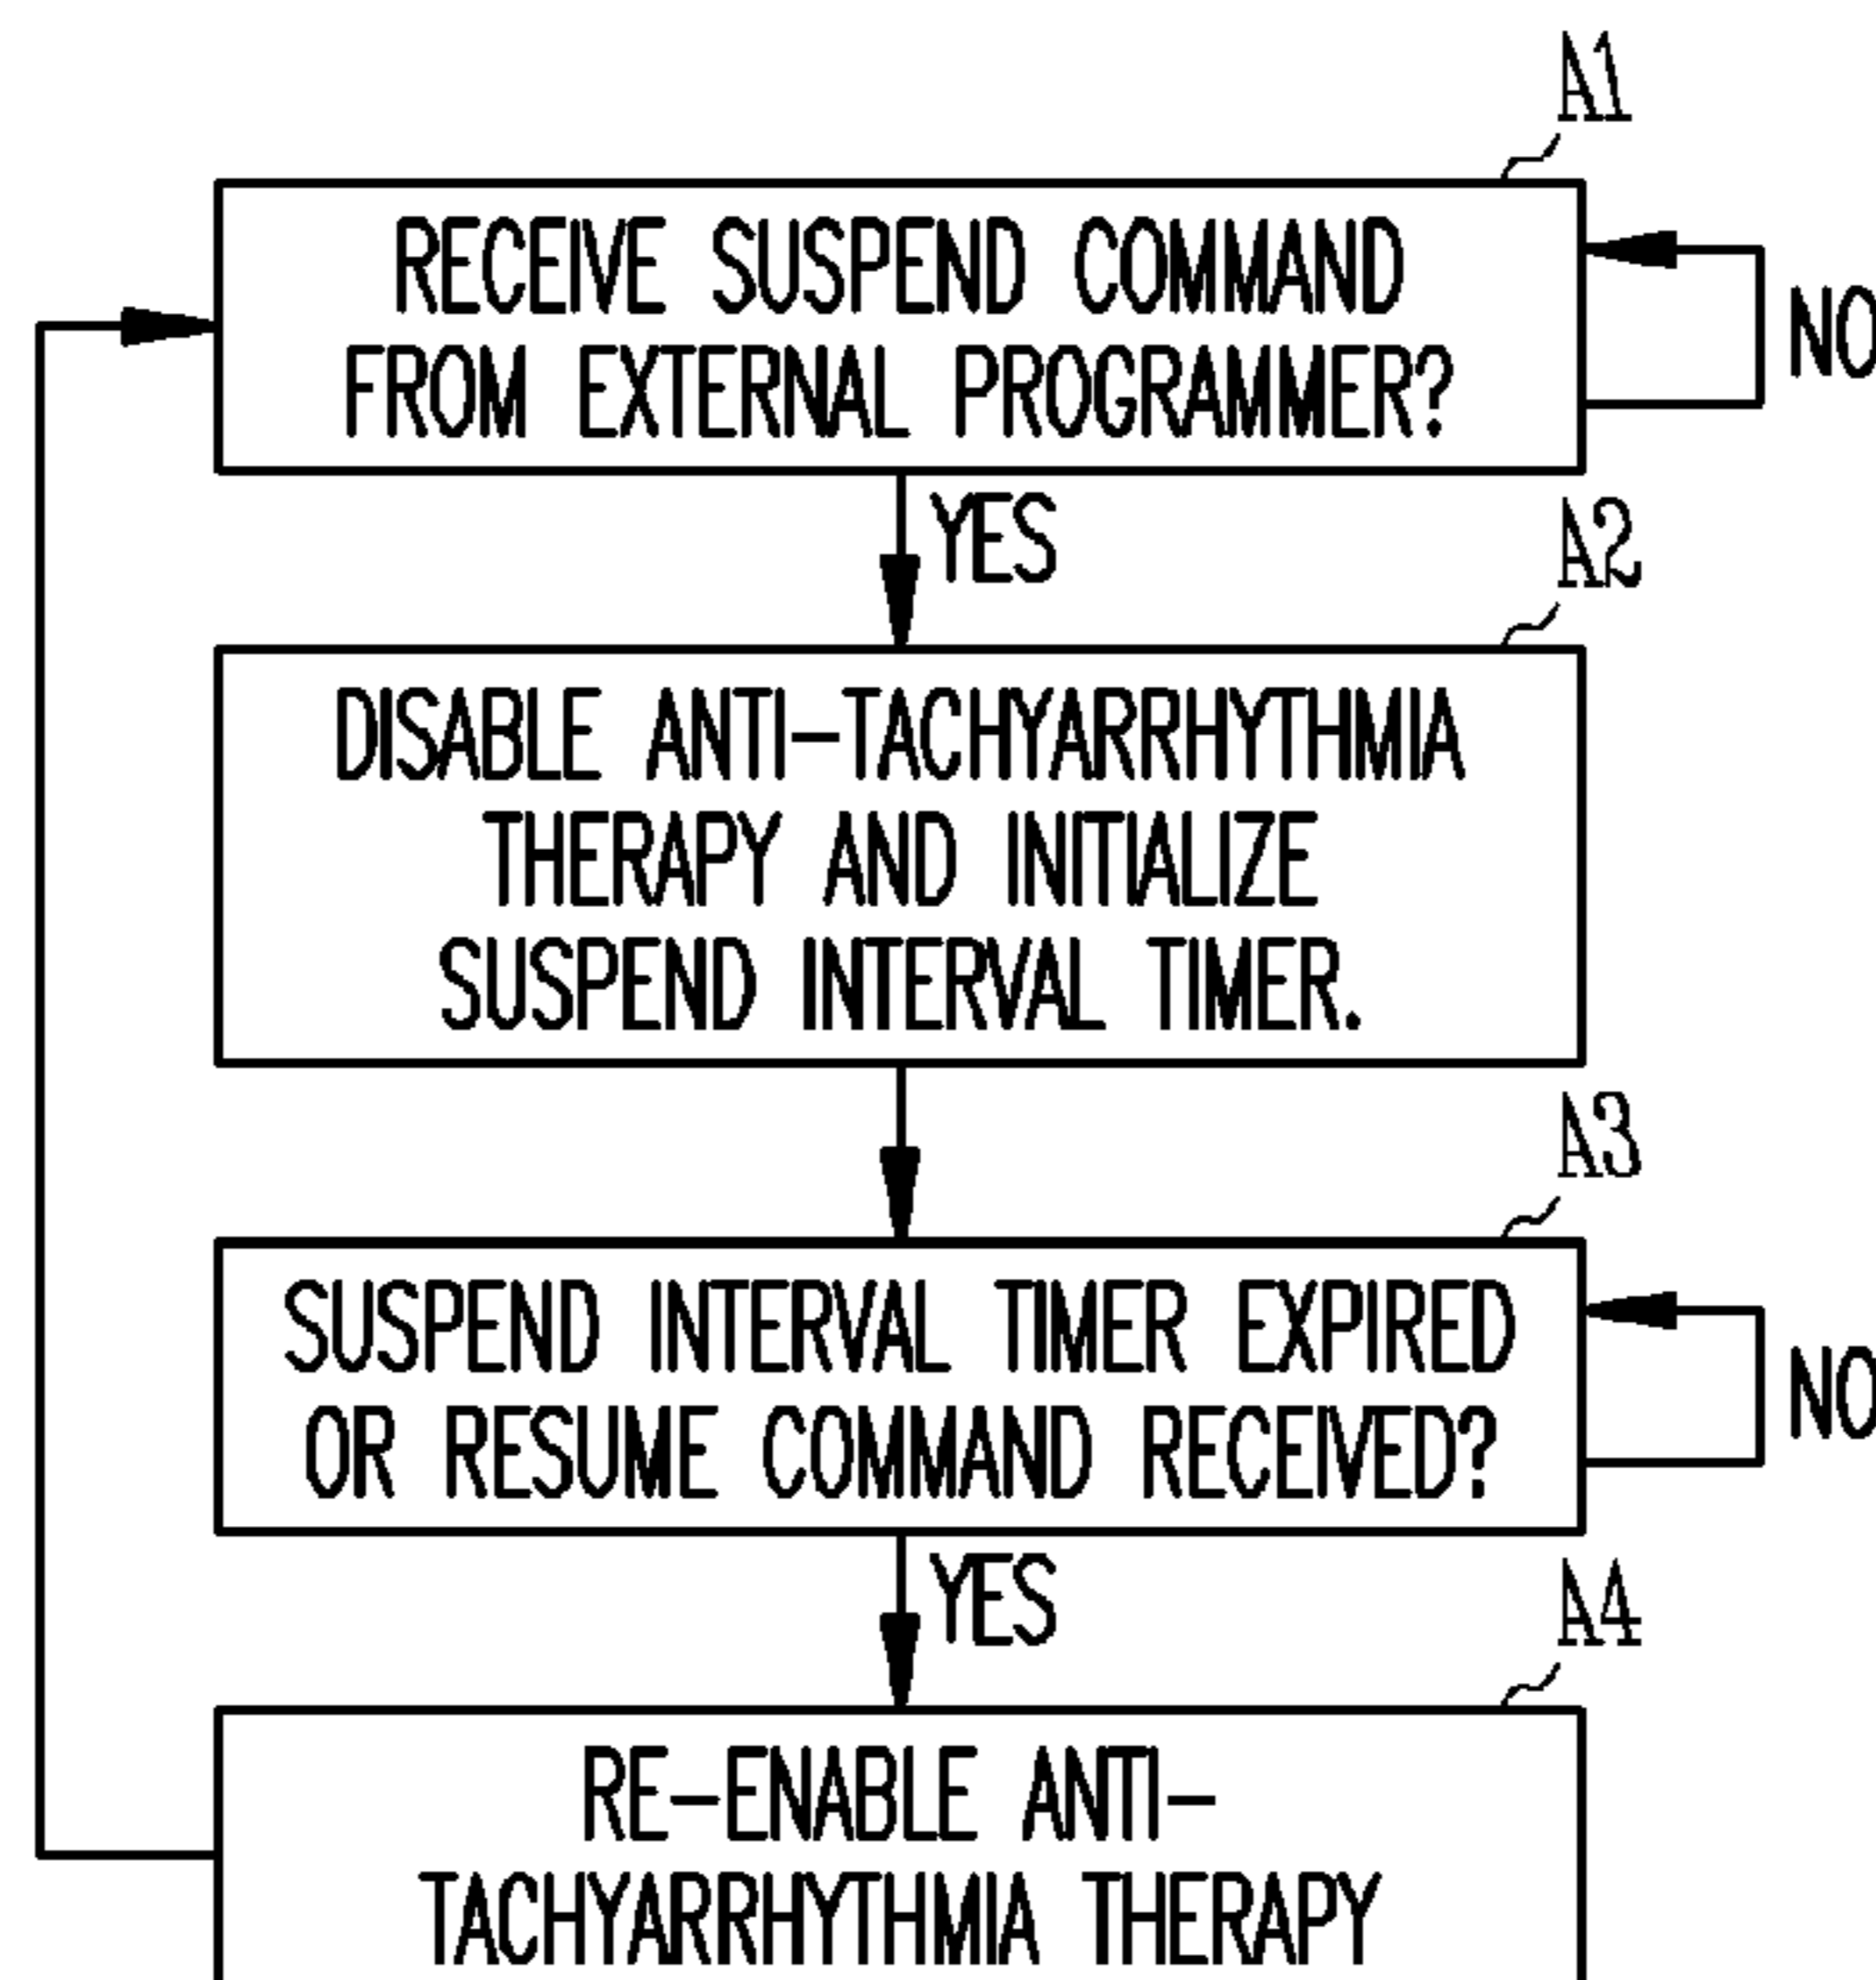 A1
RECEIVE SUSPEND COMMAND
FROM EXTERNAL PROGRAMMER?
NO
YES
A2
DISABLE ANTI-TACHYARRHYTHMIA
THERAPY AND INITIALIZE
SUSPEND INTERVAL TIMER.
A3
SUSPEND INTERVAL TIMER EXPIRED
OR RESUME COMMAND RECEIVED?
NO
YES
A4
RE-ENABLE ANTI-
TACHYARRHYTHMIA THERAPY